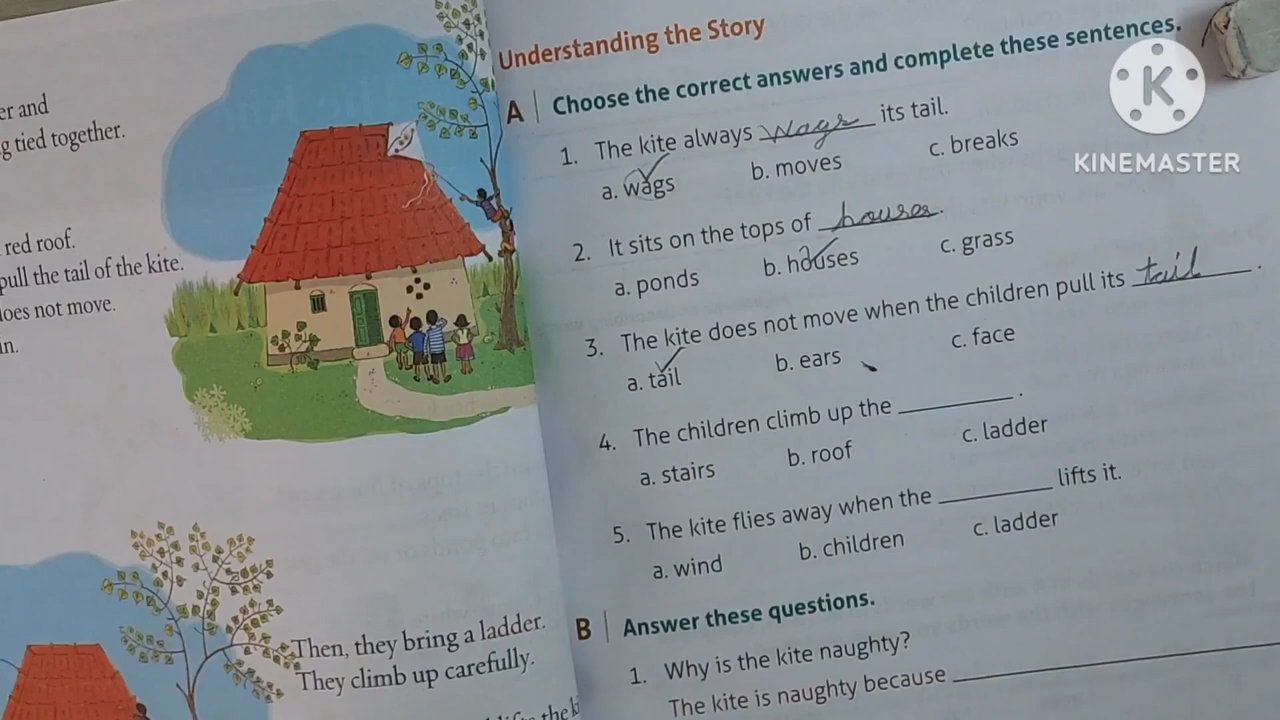 er and
g tied together.
red roof.
pull the tail of the kite.
does not move.
in.
Then, they bring a ladder.
They climb up carefully.
Understanding the Story
A | Choose the correct answers and complete these sentences.
1. The kite always wags its tail.
a. wags b. moves c. breaks
2. It sits on the tops of houses.
a. ponds b. houses c. grass
3. The kite does not move when the children pull its tail.
a. tail b. ears c. face
4. The children climb up the ________.
a. stairs b. roof c. ladder
5. The kite flies away when the ________ lifts it.
a. wind b. children c. ladder
B | Answer these questions.
1. Why is the kite naughty?
The kite is naughty because ________
KINEMASTER